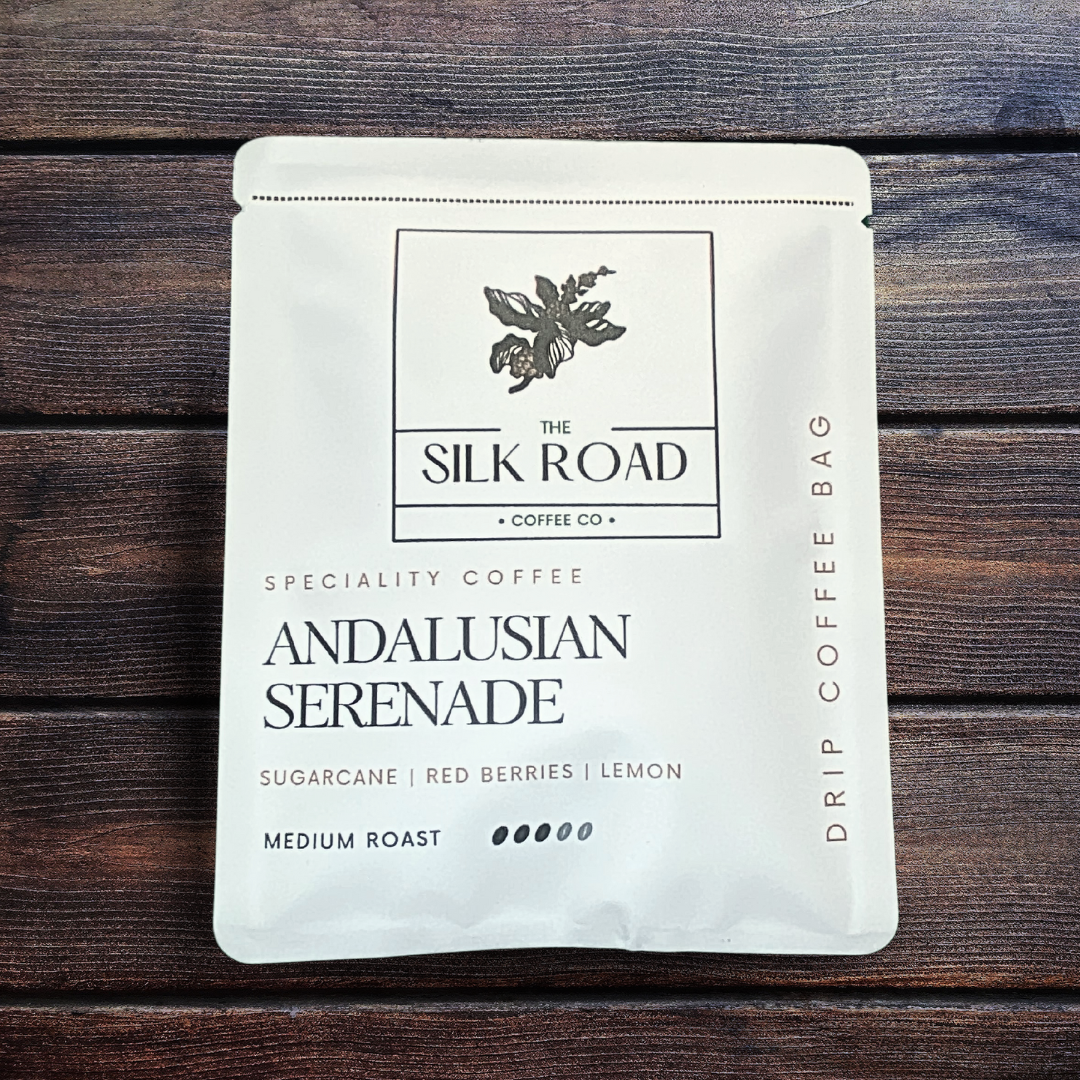 THE
SILK ROAD
• COFFEE CO •
SPECIALITY COFFEE
ANDALUSIAN
SERENADE
SUGARCANE | RED BERRIES | LEMON
MEDIUM ROAST
DRIP COFFEE BAG